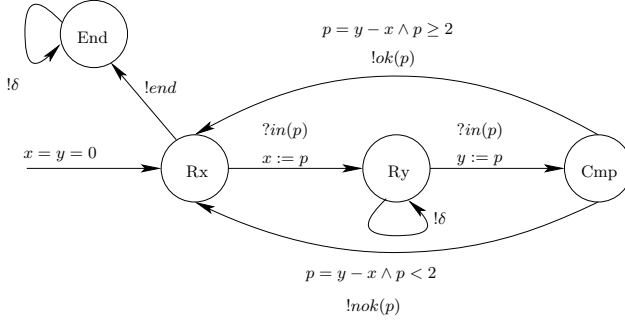 End
p = y − x ∧ p ≥ 2
!ok(p)
!δ
!end
?in(p)
?in(p)
x = y = 0
x := p
y := p
Rx
Ry
Cmp
!δ
p = y − x ∧ p < 2
!nok(p)